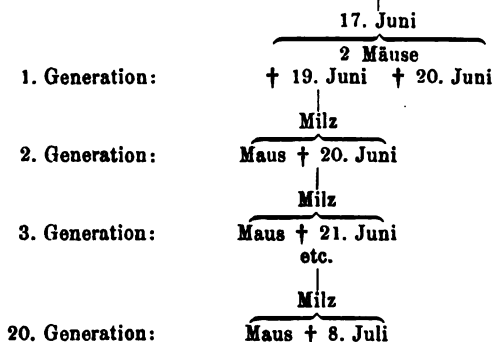 17. Juni
2 Mäuse
1. Generation: † 19. Juni † 20. Juni
Milz
2. Generation: Maus † 20. Juni
Milz
3. Generation: Maus † 21. Juni
etc.
Milz
20. Generation: Maus † 8. Juli